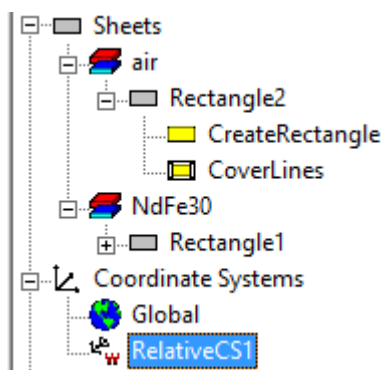 Sheets
air
Rectangle2
CreateRectangle
CoverLines
NdFe30
Rectangle1
Coordinate Systems
Global
RelativeCS1